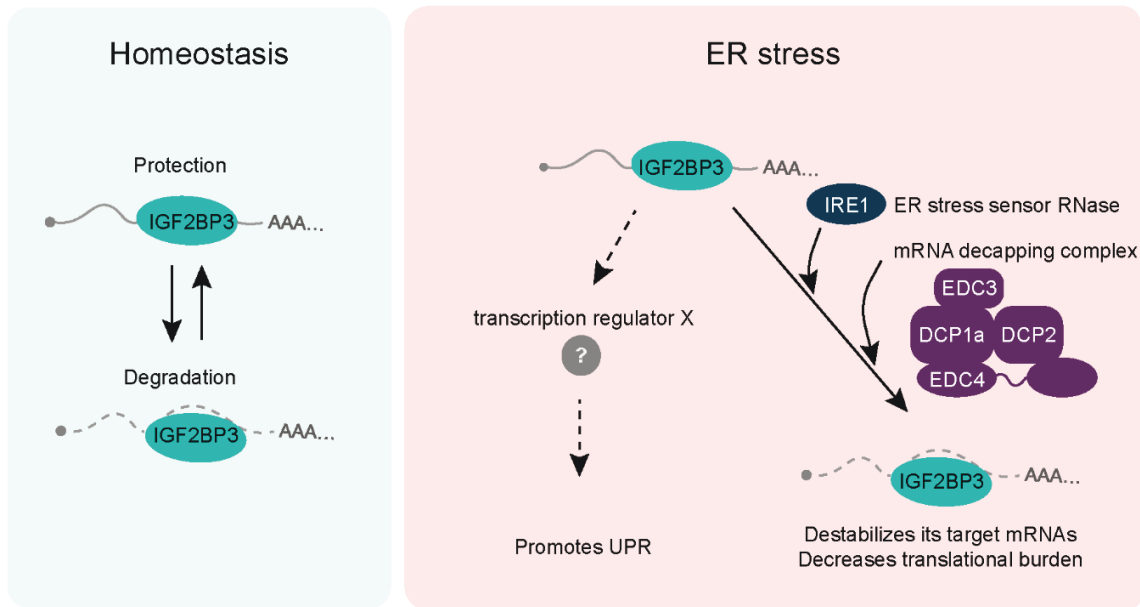 Homeostasis
Protection
IGF2BP3
AAA...
Degradation
IGF2BP3
AAA...
ER stress
IGF2BP3
AAA...
IRE1
ER stress sensor RNase
mRNA decapping complex
EDC3
DCP1a
DCP2
EDC4
transcription regulator X
?
Promotes UPR
IGF2BP3
AAA...
Destabilizes its target mRNAs
Decreases translational burden